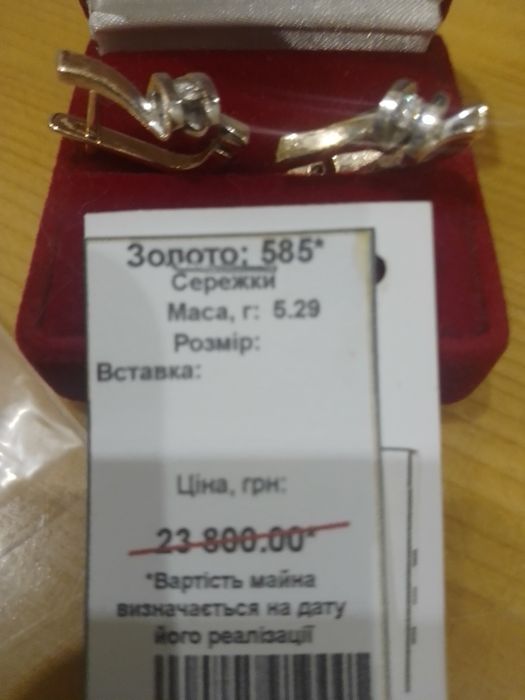 Золото: 585*
Сережки
Маса, г: 5.29
Розмір:
Вставка:
Ціна, грн:
23 800.00*
*Вартість майна
визначається на дату
його реалізації